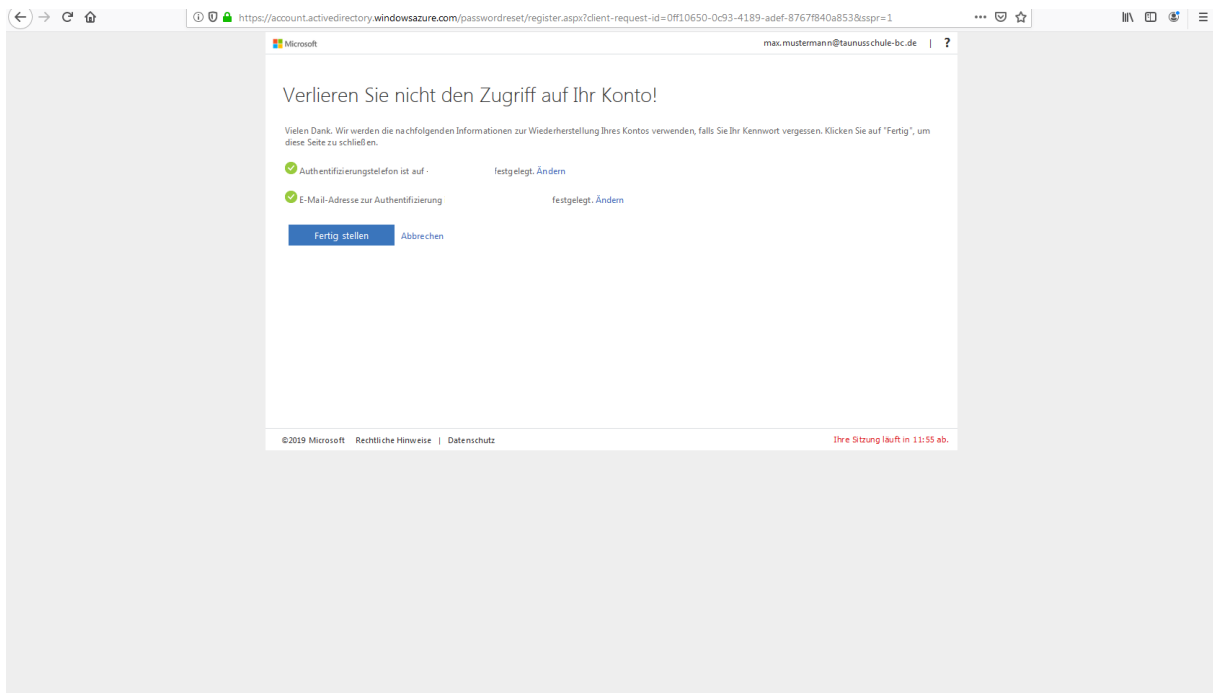 https://account.activedirectory.windowsazure.com/passwordreset/register.aspx?client-request-id=0ff10650-0c93-4189-adef-8767f840a853&sspr=1
Microsoft
max.mustermann@taunusschule-bc.de | ?
Verlieren Sie nicht den Zugriff auf Ihr Konto!
Vielen Dank. Wir werden die nachfolgenden Informationen zur Wiederherstellung Ihres Kontos verwenden, falls Sie Ihr Kennwort vergessen. Klicken Sie auf "Fertig", um
diese Seite zu schließen.
Authentifizierungstelefon ist auf festgelegt. Ändern
E-Mail-Adresse zur Authentifizierung festgelegt. Ändern
Fertig stellen Abbrechen
©2019 Microsoft Rechtliche Hinweise | Datenschutz Ihre Sitzung läuft in 11:55 ab.